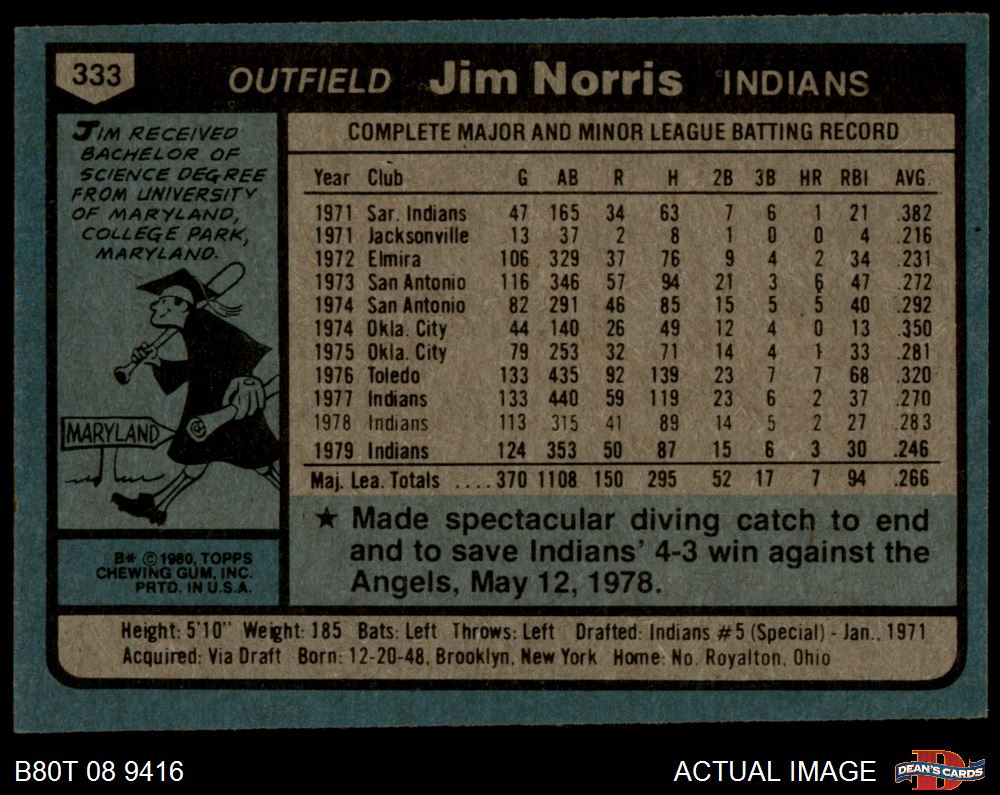 333
OUTFIELD Jim Norris INDIANS
JIM RECEIVED
BACHELOR OF
SCIENCE DEGREE
FROM UNIVERSITY
OF MARYLAND,
COLLEGE PARK,
MARYLAND.
MARYLAND
B* © 1980, TOPPS
CHEWING GUM, INC.
PRTD. IN U.S.A.
COMPLETE MAJOR AND MINOR LEAGUE BATTING RECORD
Year Club G AB R H 2B 3B HR RBI AVG.
1971 Sar. Indians 47 165 34 63 7 6 1 21 .382
1971 Jacksonville 13 37 2 8 1 0 0 4 .216
1972 Elmira 106 329 37 76 9 4 2 34 .231
1973 San Antonio 116 346 57 94 21 3 6 47 .272
1974 San Antonio 82 291 46 85 15 5 5 40 .292
1974 Okla. City 44 140 26 49 12 4 0 13 .350
1975 Okla. City 79 253 32 71 14 4 1 33 .281
1976 Toledo 133 435 92 139 23 7 7 68 .320
1977 Indians 133 440 59 119 23 6 2 37 .270
1978 Indians 113 315 41 89 14 5 2 27 .283
1979 Indians 124 353 50 87 15 6 3 30 .246
Maj. Lea. Totals ....370 1108 150 295 52 17 7 94 .266
★ Made spectacular diving catch to end
and to save Indians' 4-3 win against the
Angels, May 12, 1978.
Height: 5'10" Weight: 185 Bats: Left Throws: Left Drafted: Indians #5 (Special) - Jan., 1971
Acquired: Via Draft Born: 12-20-48, Brooklyn, New York Home: No. Royalton, Ohio
B80T 08 9416
ACTUAL IMAGE
D
DEAN'S CARDS